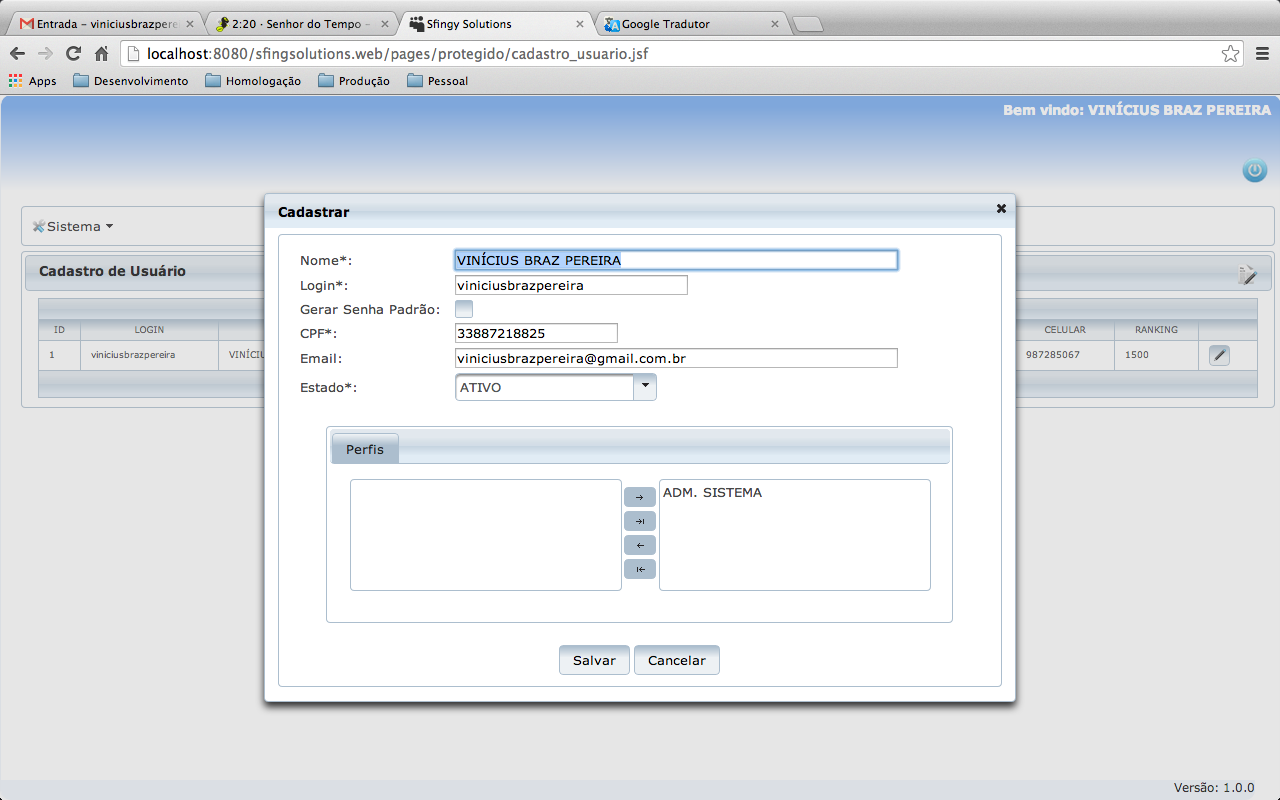 Entrada – viniciusbrazpere
2:20 · Senhor do Tempo –
Sfingy Solutions
Google Tradutor
localhost:8080/sfingsolutions.web/pages/protegido/cadastro_usuario.jsf
Apps Desenvolvimento Homologação Produção Pessoal
Bem vindo: VINÍCIUS BRAZ PEREIRA
Sistema
Cadastro de Usuário
ID LOGIN CELULAR RANKING
1 viniciusbrazpereira VINÍCIU 987285067 1500
Cadastrar
Nome*: VINÍCIUS BRAZ PEREIRA
Login*: viniciusbrazpereira
Gerar Senha Padrão:
CPF*: 33887218825
Email: viniciusbrazpereira@gmail.com.br
Estado*: ATIVO
Perfis
ADM. SISTEMA
Salvar Cancelar
Versão: 1.0.0